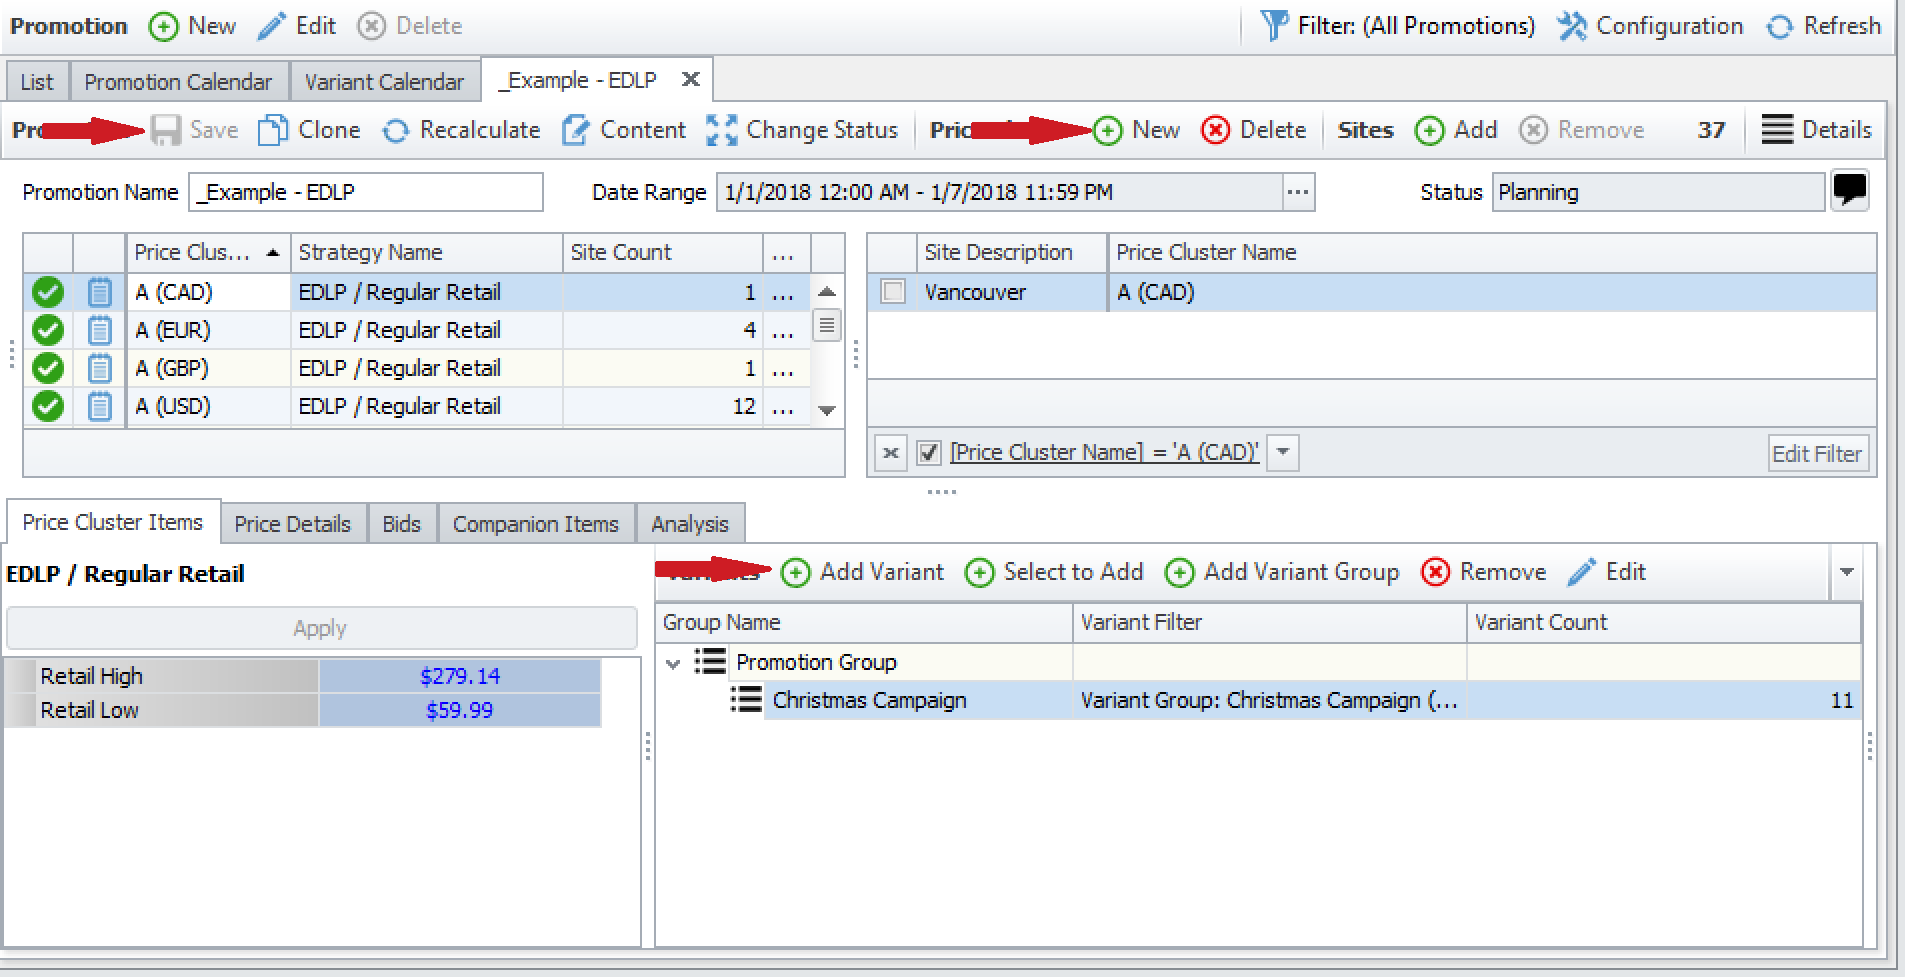 Promotion New Edit Delete Filter: (All Promotions) Configuration Refresh
List Promotion Calendar Variant Calendar _Example - EDLP
Save Clone Recalculate Content Change Status New Delete Sites Add Remove 37 Details
Promotion Name _Example - EDLP Date Range 1/1/2018 12:00 AM - 1/7/2018 11:59 PM ... Status Planning
Price Clus... Strategy Name Site Count ...
A (CAD) EDLP / Regular Retail 1 ...
A (EUR) EDLP / Regular Retail 4 ...
A (GBP) EDLP / Regular Retail 1 ...
A (USD) EDLP / Regular Retail 12 ...
Site Description Price Cluster Name
Vancouver A (CAD)
[Price Cluster Name] = 'A (CAD)' Edit Filter
Price Cluster Items Price Details Bids Companion Items Analysis
EDLP / Regular Retail
Apply
Retail High $279.14
Retail Low $59.99
Add Variant Select to Add Add Variant Group Remove Edit
Group Name Variant Filter Variant Count
Promotion Group
Christmas Campaign Variant Group: Christmas Campaign (... 11